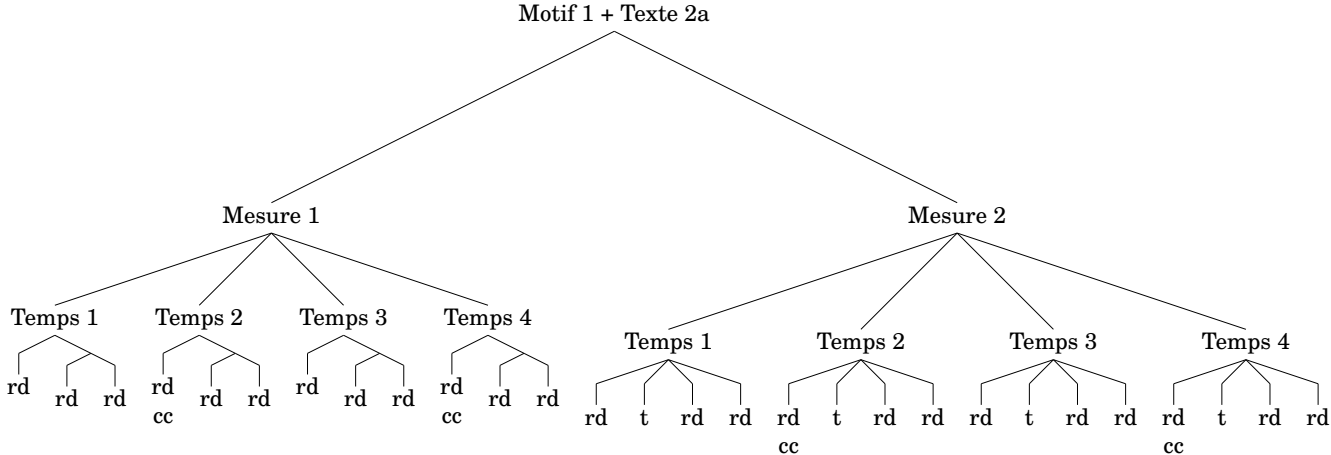 Motif 1 + Texte 2a
Mesure 1 Mesure 2
Temps 1 Temps 2 Temps 3 Temps 4
Temps 1 Temps 2 Temps 3 Temps 4
rd rd rd rd rd rd rd rd rd rd rd rd
cc cc
rd t rd rd rd t rd rd rd t rd rd rd t rd rd
cc cc